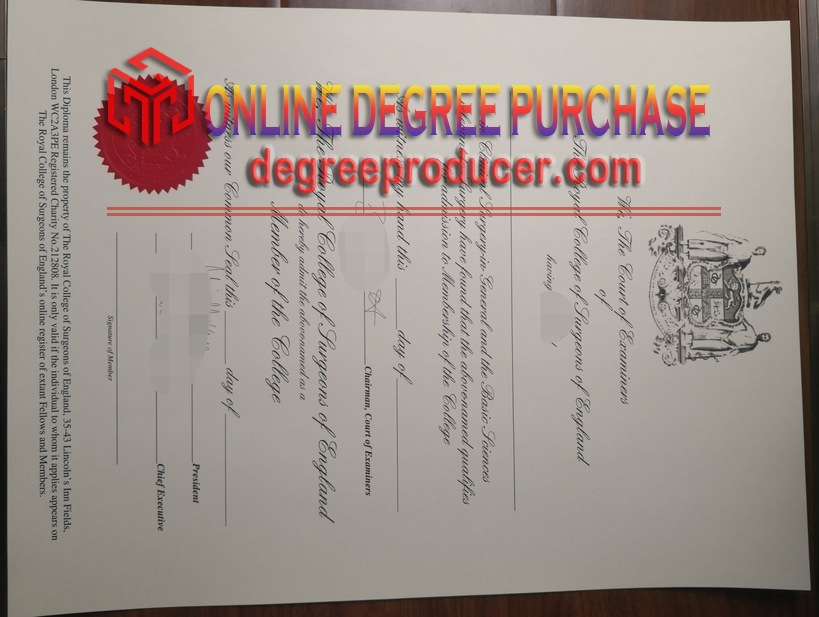 ONLINE DEGREE PURCHASE
degreeproducer.com
We, The Court of Examiners
of
The Royal College of Surgeons of England
having
in General and the Basic Sciences
Surgery have found that the abovenamed qualifies
admission to Membership of the College
hand this day of
Chairman, Court of Examiners
The Royal College of Surgeons of England
do hereby admit the abovenamed as a
Member of the College
As witness our Common Seal this day of
President
Chief Executive
Signature of Member
This Diploma remains the property of The Royal College of Surgeons of England, 35-43 Lincoln's Inn Fields,
London WC2A3PE Registered Charity No.212808. It is only valid if the individual to whom it applies appears on
The Royal College of Surgeons of England's online register of extant Fellows and Members.